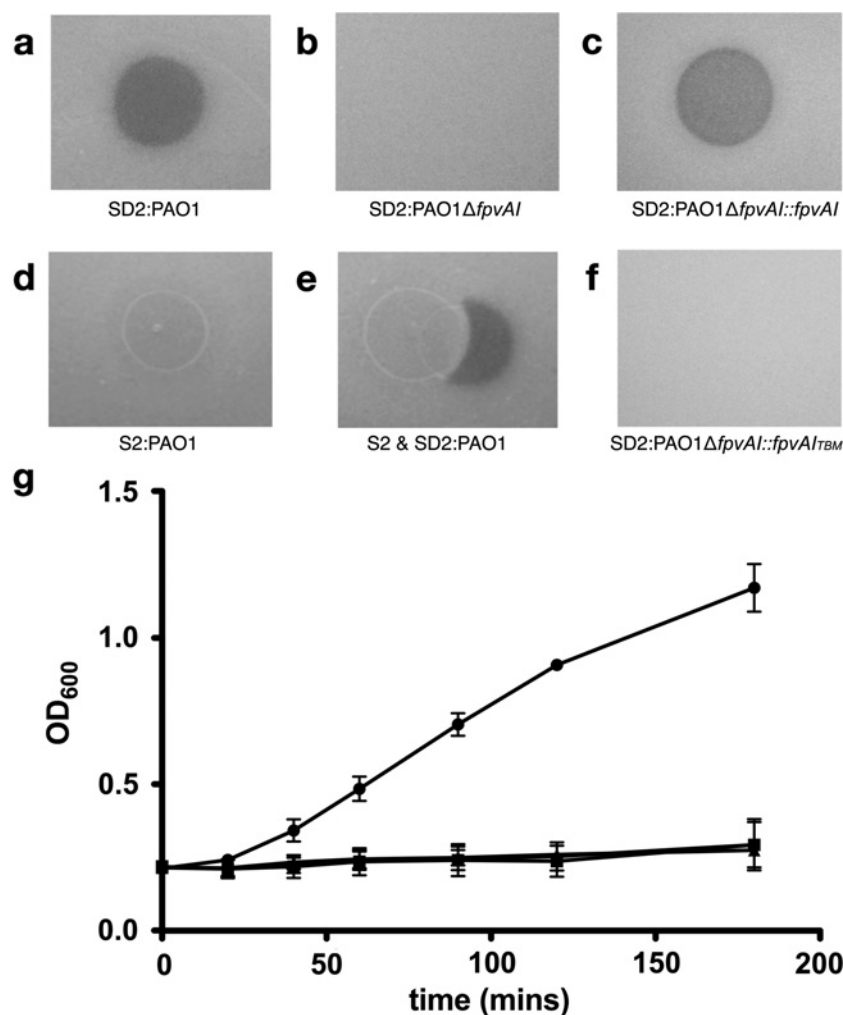 a
b
c
SD2:PAO1
SD2:PAO1ΔfpvAI
SD2:PAO1ΔfpvAI::fpvAI
d
e
f
S2:PAO1
S2 & SD2:PAO1
SD2:PAO1ΔfpvAI::fpvAITBM
g
1.5
1.0
0.5
0.0
OD600
0
50
100
150
200
time (mins)